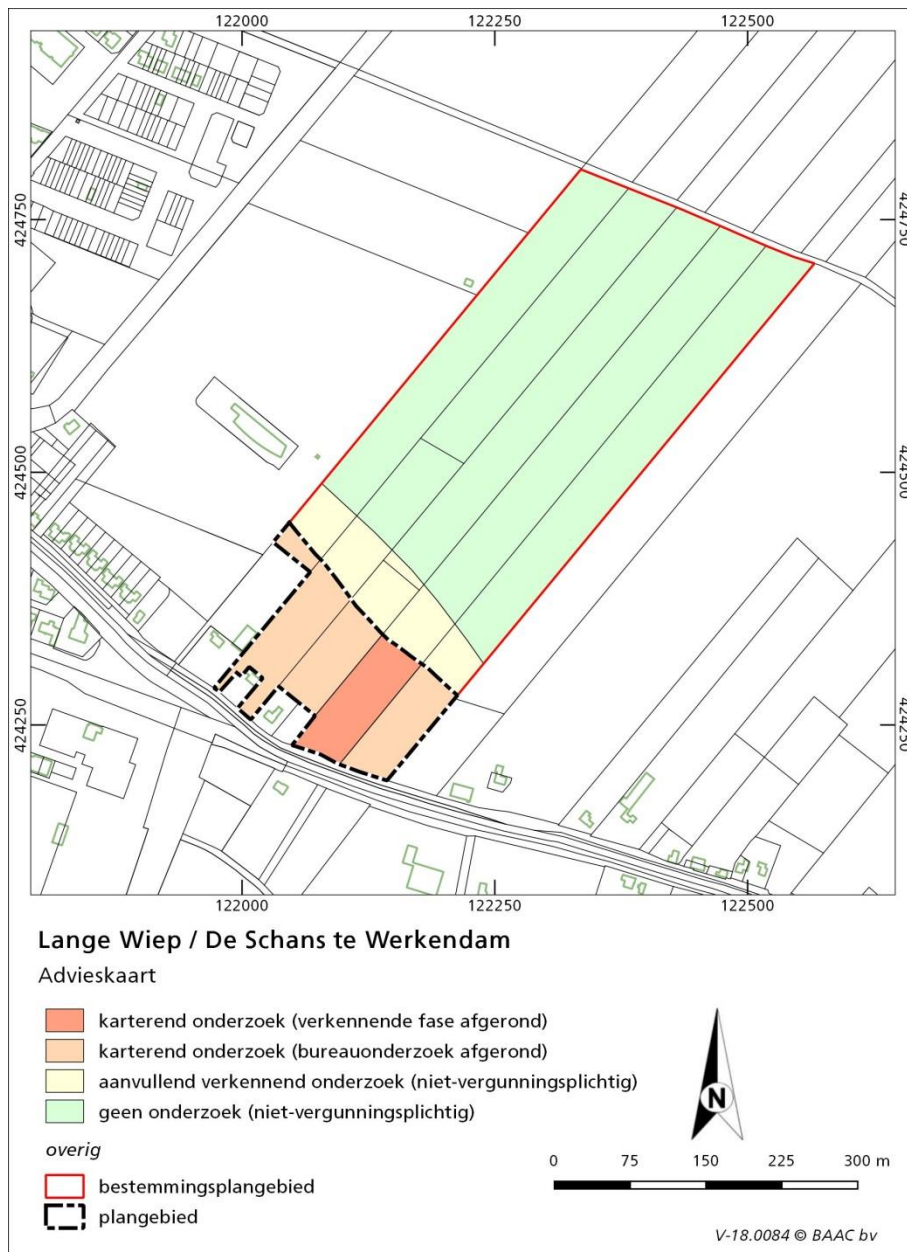 122000 122250 122500
424750 424750
424500 424500
424250 424250
122000 122250 122500
Lange Wiep / De Schans te Werkendam
Advieskaart
karterend onderzoek (verkennende fase afgerond)
karterend onderzoek (bureauonderzoek afgerond)
aanvullend verkennend onderzoek (niet-vergunningsplichtig)
geen onderzoek (niet-vergunningsplichtig)
overig
bestemmingsplangebied
plangebied
N
0 75 150 225 300 m
V-18.0084 © BAAC bv